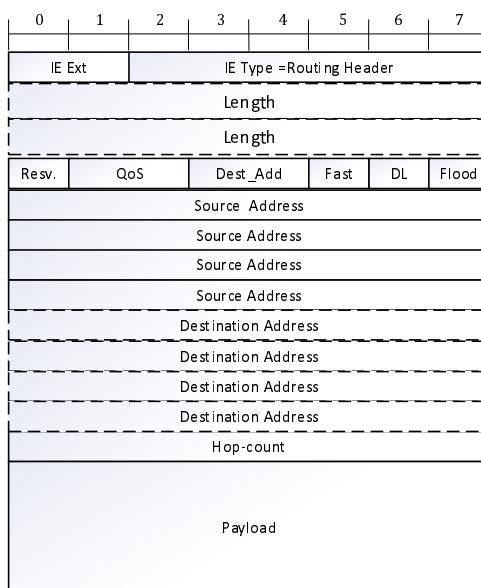 0 1 2 3 4 5 6 7
IE Ext IE Type =Routing Header
Length
Length
Resv. QoS Dest_Add Fast DL Flood
Source Address
Source Address
Source Address
Source Address
Destination Address
Destination Address
Destination Address
Destination Address
Hop-count
Payload